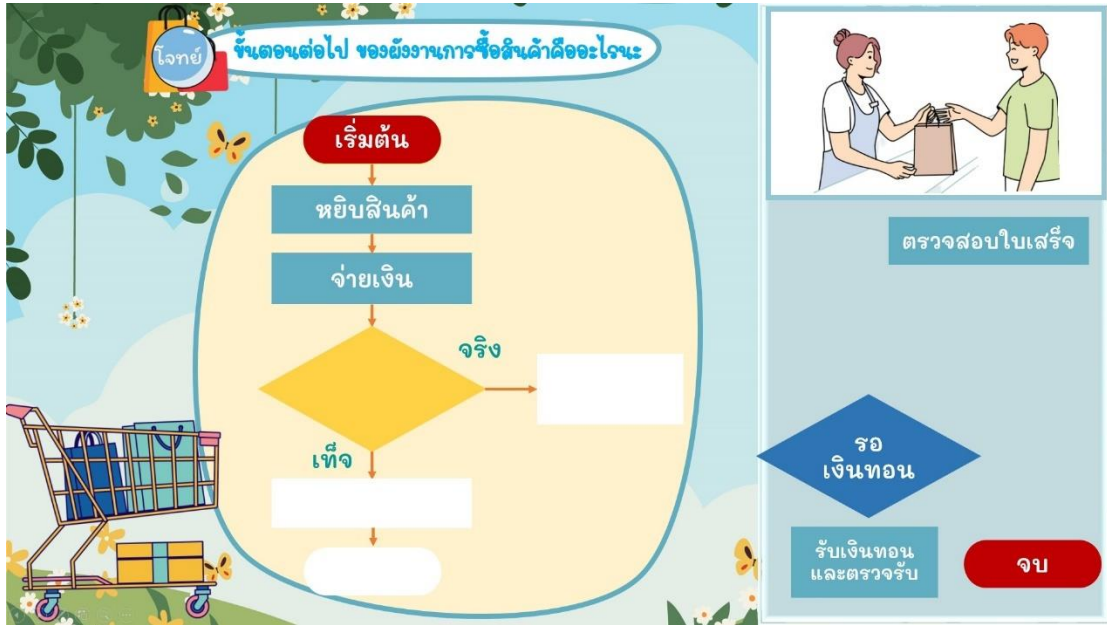 โจทย์
ขั้นตอนต่อไป ของผังงานการซื้อสินค้าคืออะไรนะ
เริ่มต้น
หยิบสินค้า
จ่ายเงิน
จริง
เท็จ
ตรวจสอบใบเสร็จ
รอ
เงินทอน
รับเงินทอน
และตรวจรับ
จบ